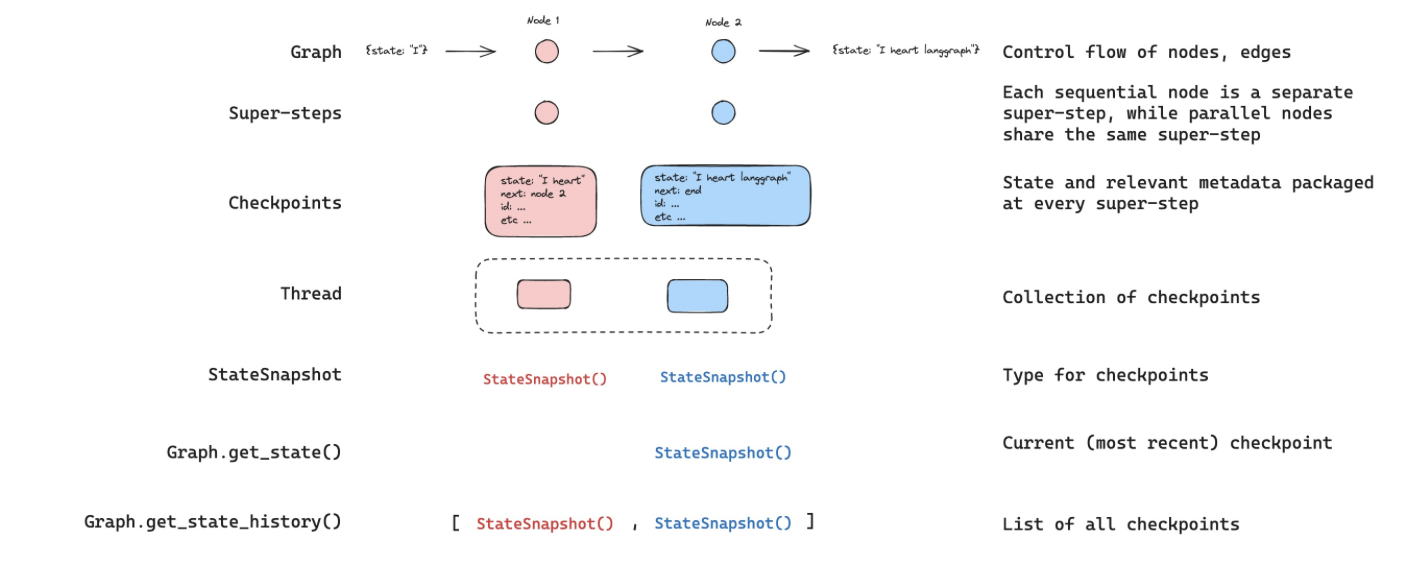 Node 1
Node 2
Graph
{state: "I"}
{state: "I heart langgraph"}
Control flow of nodes, edges
Super-steps
Each sequential node is a separate
super-step, while parallel nodes
share the same super-step
Checkpoints
state: "I heart"
next: node 2
id: ...
etc ...
state: "I heart langgraph"
next: end
id: ...
etc ...
State and relevant metadata packaged
at every super-step
Thread
Collection of checkpoints
StateSnapshot
StateSnapshot()
StateSnapshot()
Type for checkpoints
Graph.get_state()
StateSnapshot()
Current (most recent) checkpoint
Graph.get_state_history()
[ StateSnapshot() , StateSnapshot() ]
List of all checkpoints